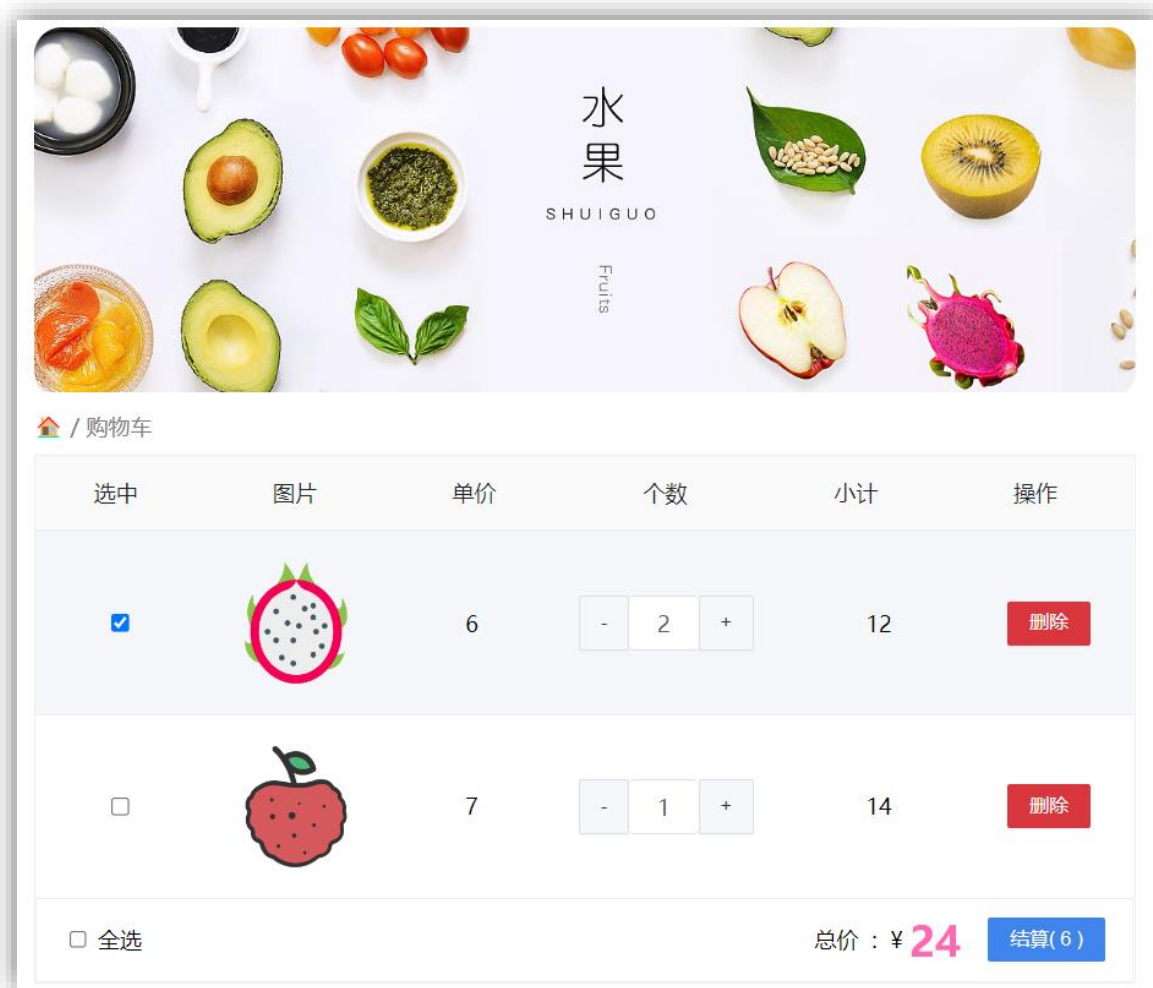 水
果
SHUIGUO
Fruits
/ 购物车
选中 图片 单价 个数 小计 操作
6 - 2 + 12 删除
7 - 1 + 14 删除
全选 总价 : ¥ 24 结算( 6 )